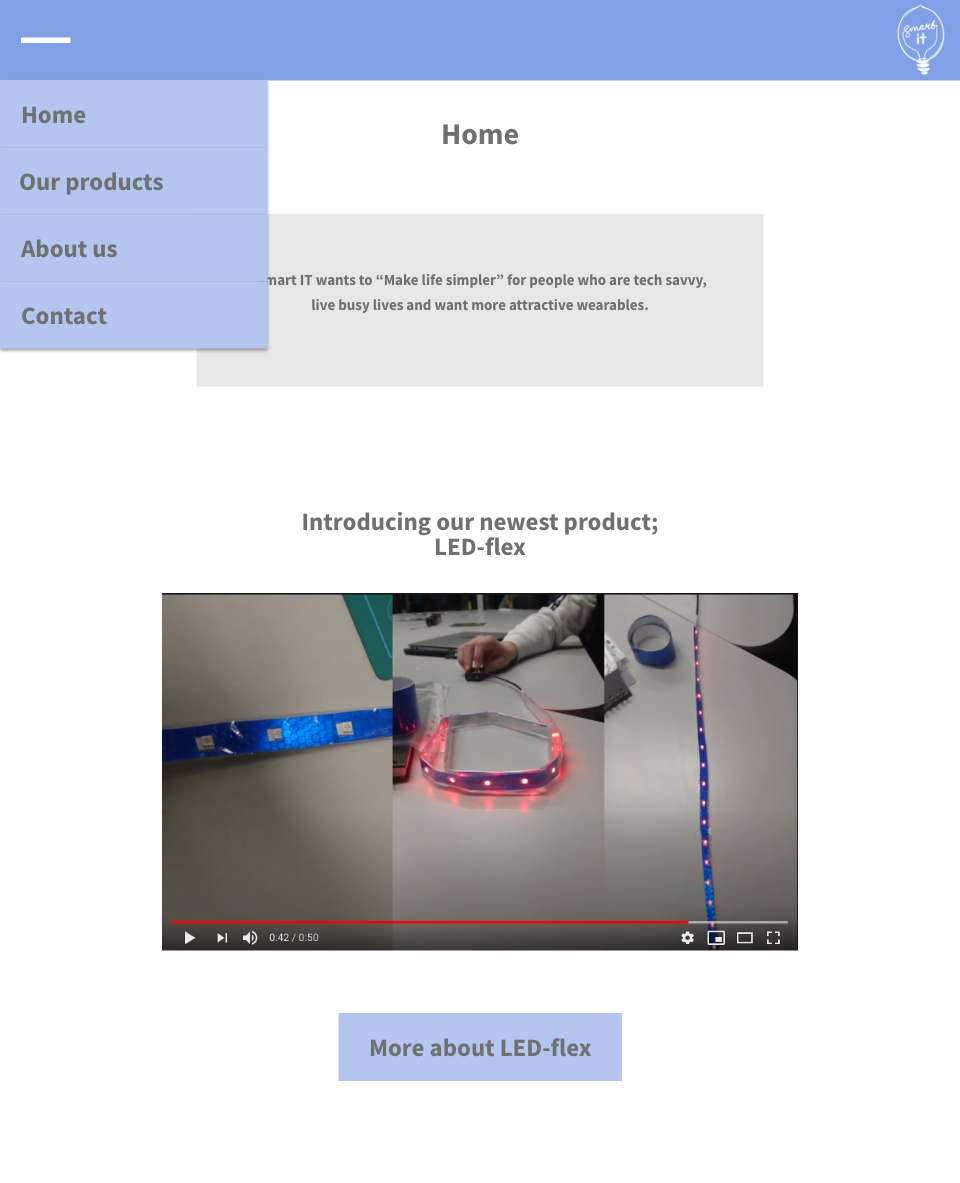 smart
it
Home
Our products
About us
Contact
Home
mart IT wants to “Make life simpler” for people who are tech savvy,
live busy lives and want more attractive wearables.
Introducing our newest product;
LED-flex
0:42 / 0:50
More about LED-flex